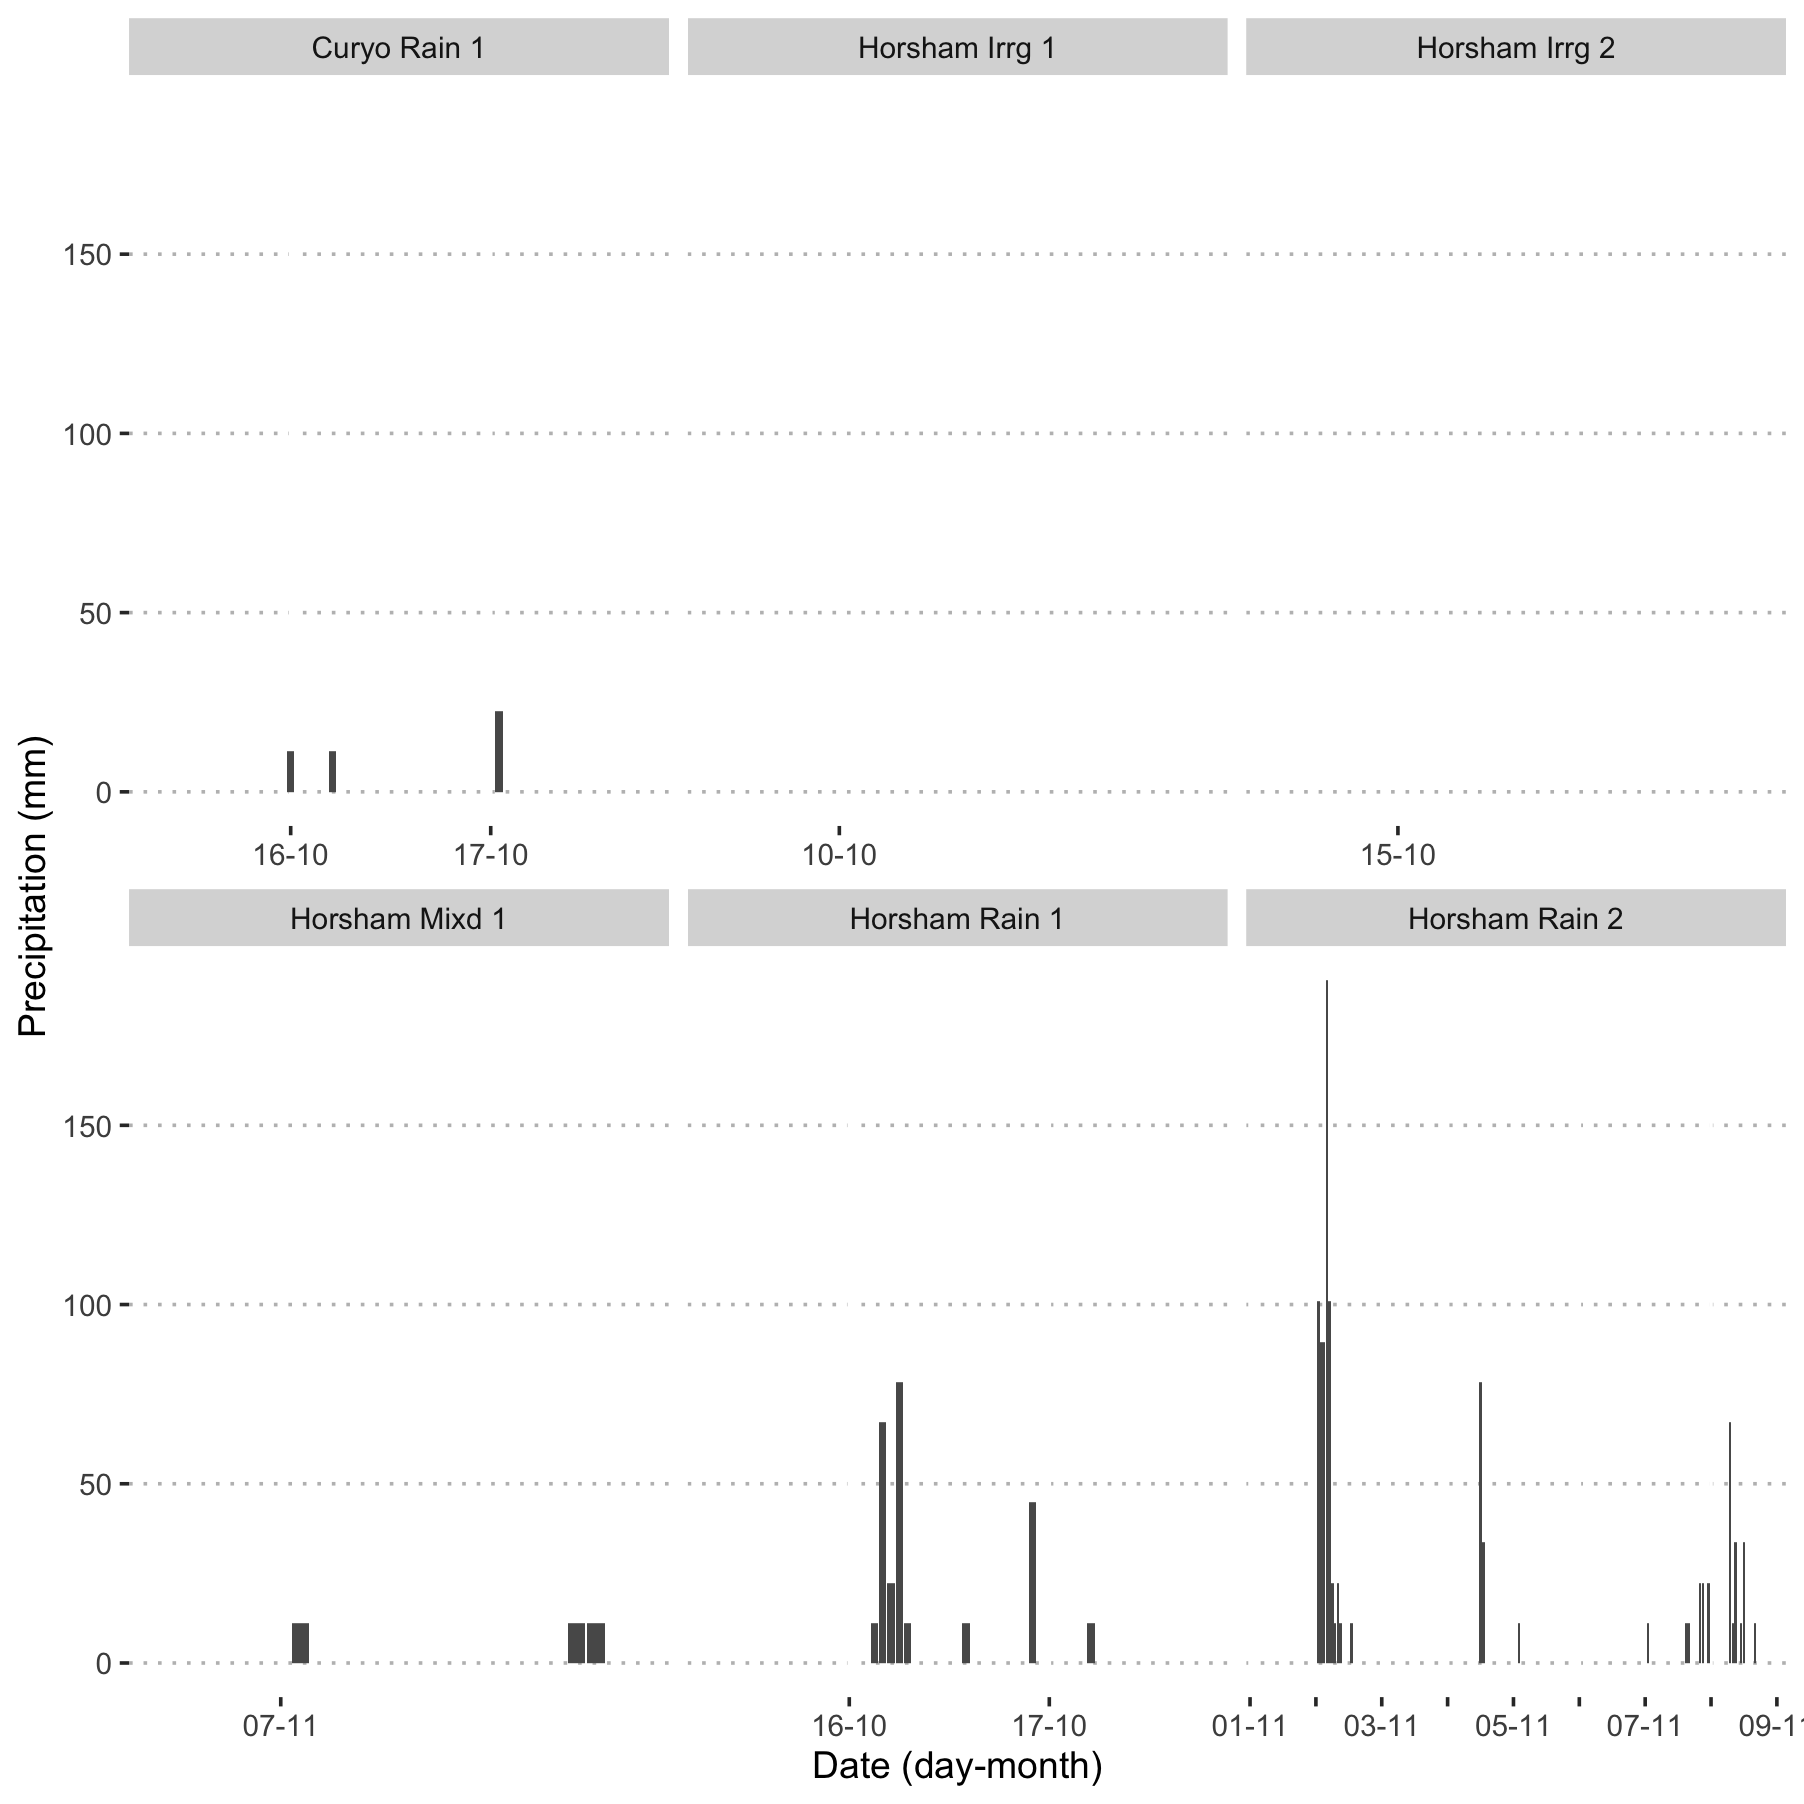 Curyo Rain 1
Horsham Irrg 1
Horsham Irrg 2
150
100
50
0
16-10
17-10
10-10
15-10
Precipitation (mm)
Horsham Mixd 1
Horsham Rain 1
Horsham Rain 2
150
100
50
0
07-11
16-10
17-10
01-11
03-11
05-11
07-11
09-1
Date (day-month)